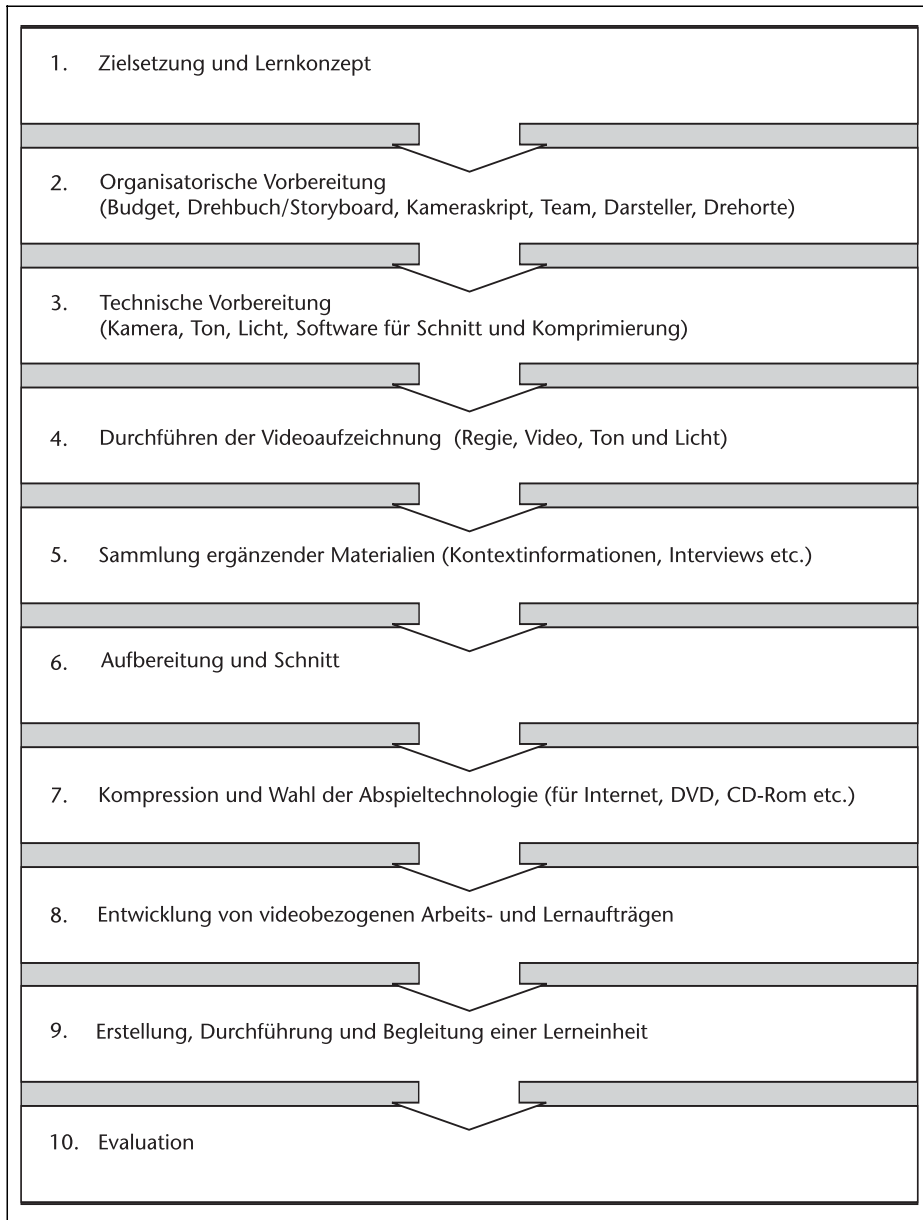 1. Zielsetzung und Lernkonzept
2. Organisatorische Vorbereitung
(Budget, Drehbuch/Storyboard, Kameraskript, Team, Darsteller, Drehorte)
3. Technische Vorbereitung
(Kamera, Ton, Licht, Software für Schnitt und Komprimierung)
4. Durchführen der Videoaufzeichnung (Regie, Video, Ton und Licht)
5. Sammlung ergänzender Materialien (Kontextinformationen, Interviews etc.)
6. Aufbereitung und Schnitt
7. Kompression und Wahl der Abspieltechnologie (für Internet, DVD, CD-Rom etc.)
8. Entwicklung von videobezogenen Arbeits- und Lernaufträgen
9. Erstellung, Durchführung und Begleitung einer Lerneinheit
10. Evaluation